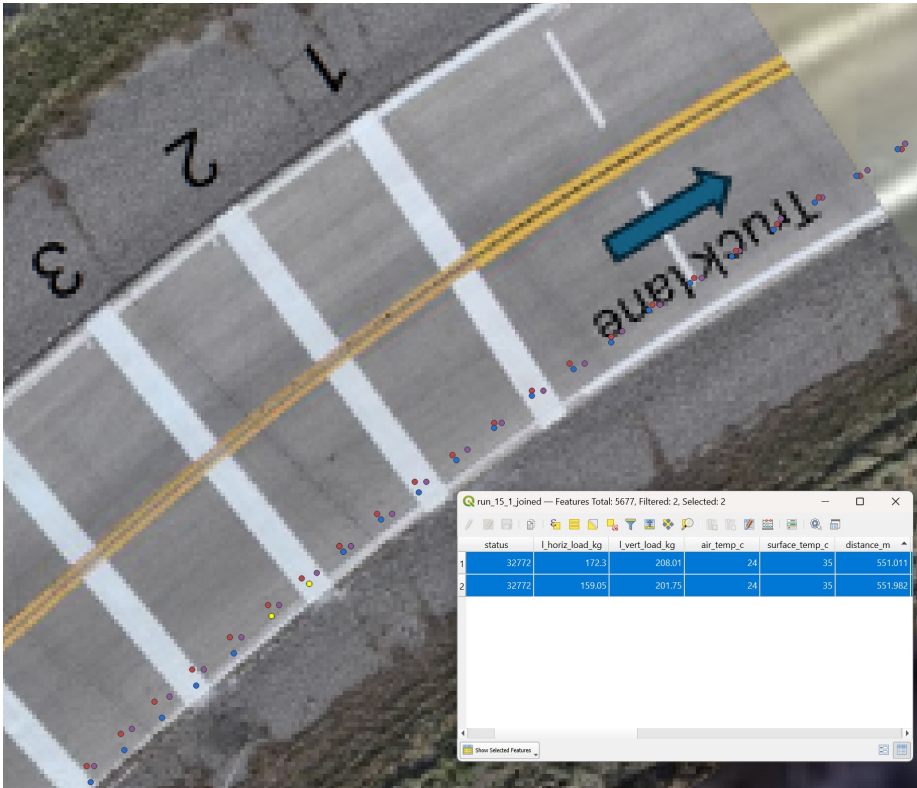 1
2
3
Truck lane
run_15_1_joined — Features Total: 5677, Filtered: 2, Selected: 2
status l_horiz_load_kg l_vert_load_kg air_temp_c surface_temp_c distance_m
1 32772 172.3 208.01 24 35 551.011
2 32772 159.05 201.75 24 35 551.982
Show Selected Features